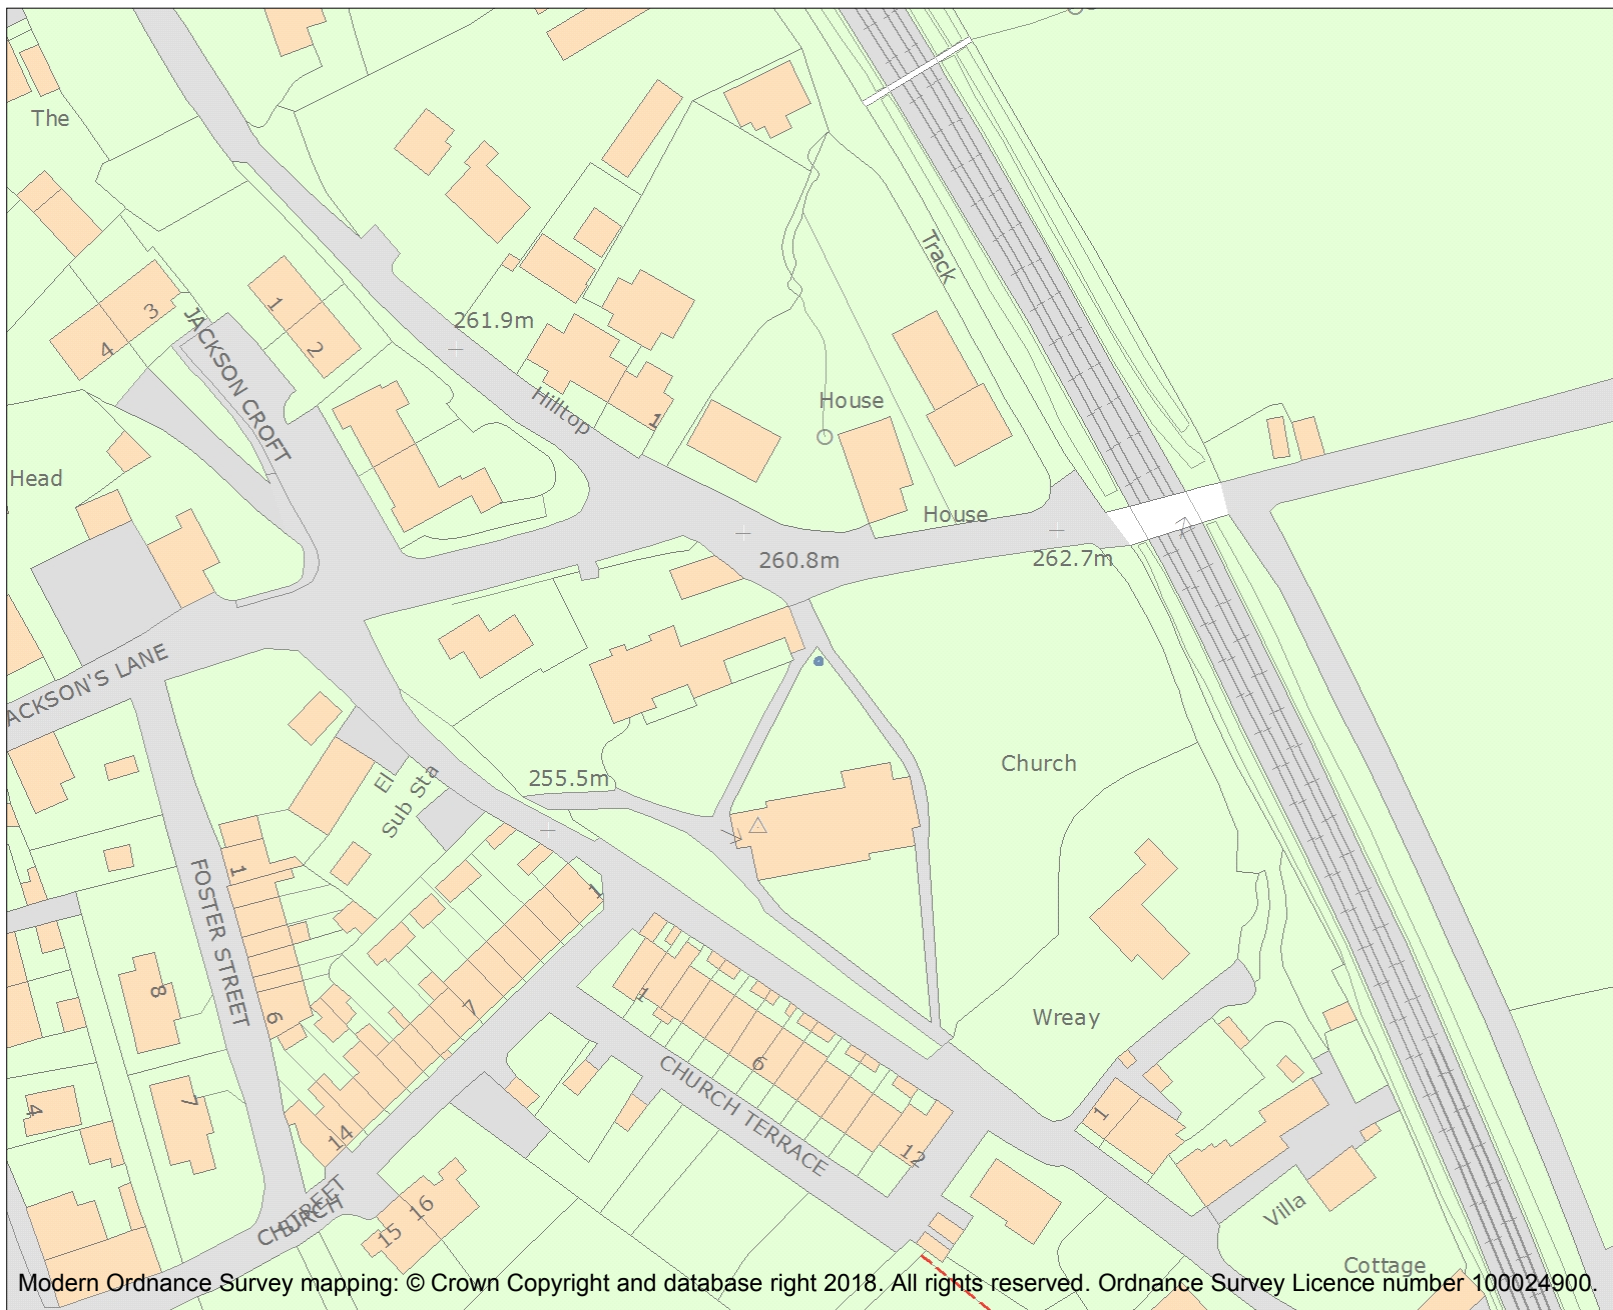 The
Track
JACKSON CROFT
3
4
1
2
261.9m
Hilltop
1
House
House
Head
260.8m
262.7m
ACKSON'S LANE
El
Sub Sta
255.5m
Church
FOSTER STREET
1
1
8
6
7
1
6
12
CHURCH TERRACE
Wreay
1
4
7
14
CHURCH
STREET
15
16
Villa
Cottage
Modern Ordnance Survey mapping: © Crown Copyright and database right 2018. All rights reserved. Ordnance Survey Licence number 100024900.